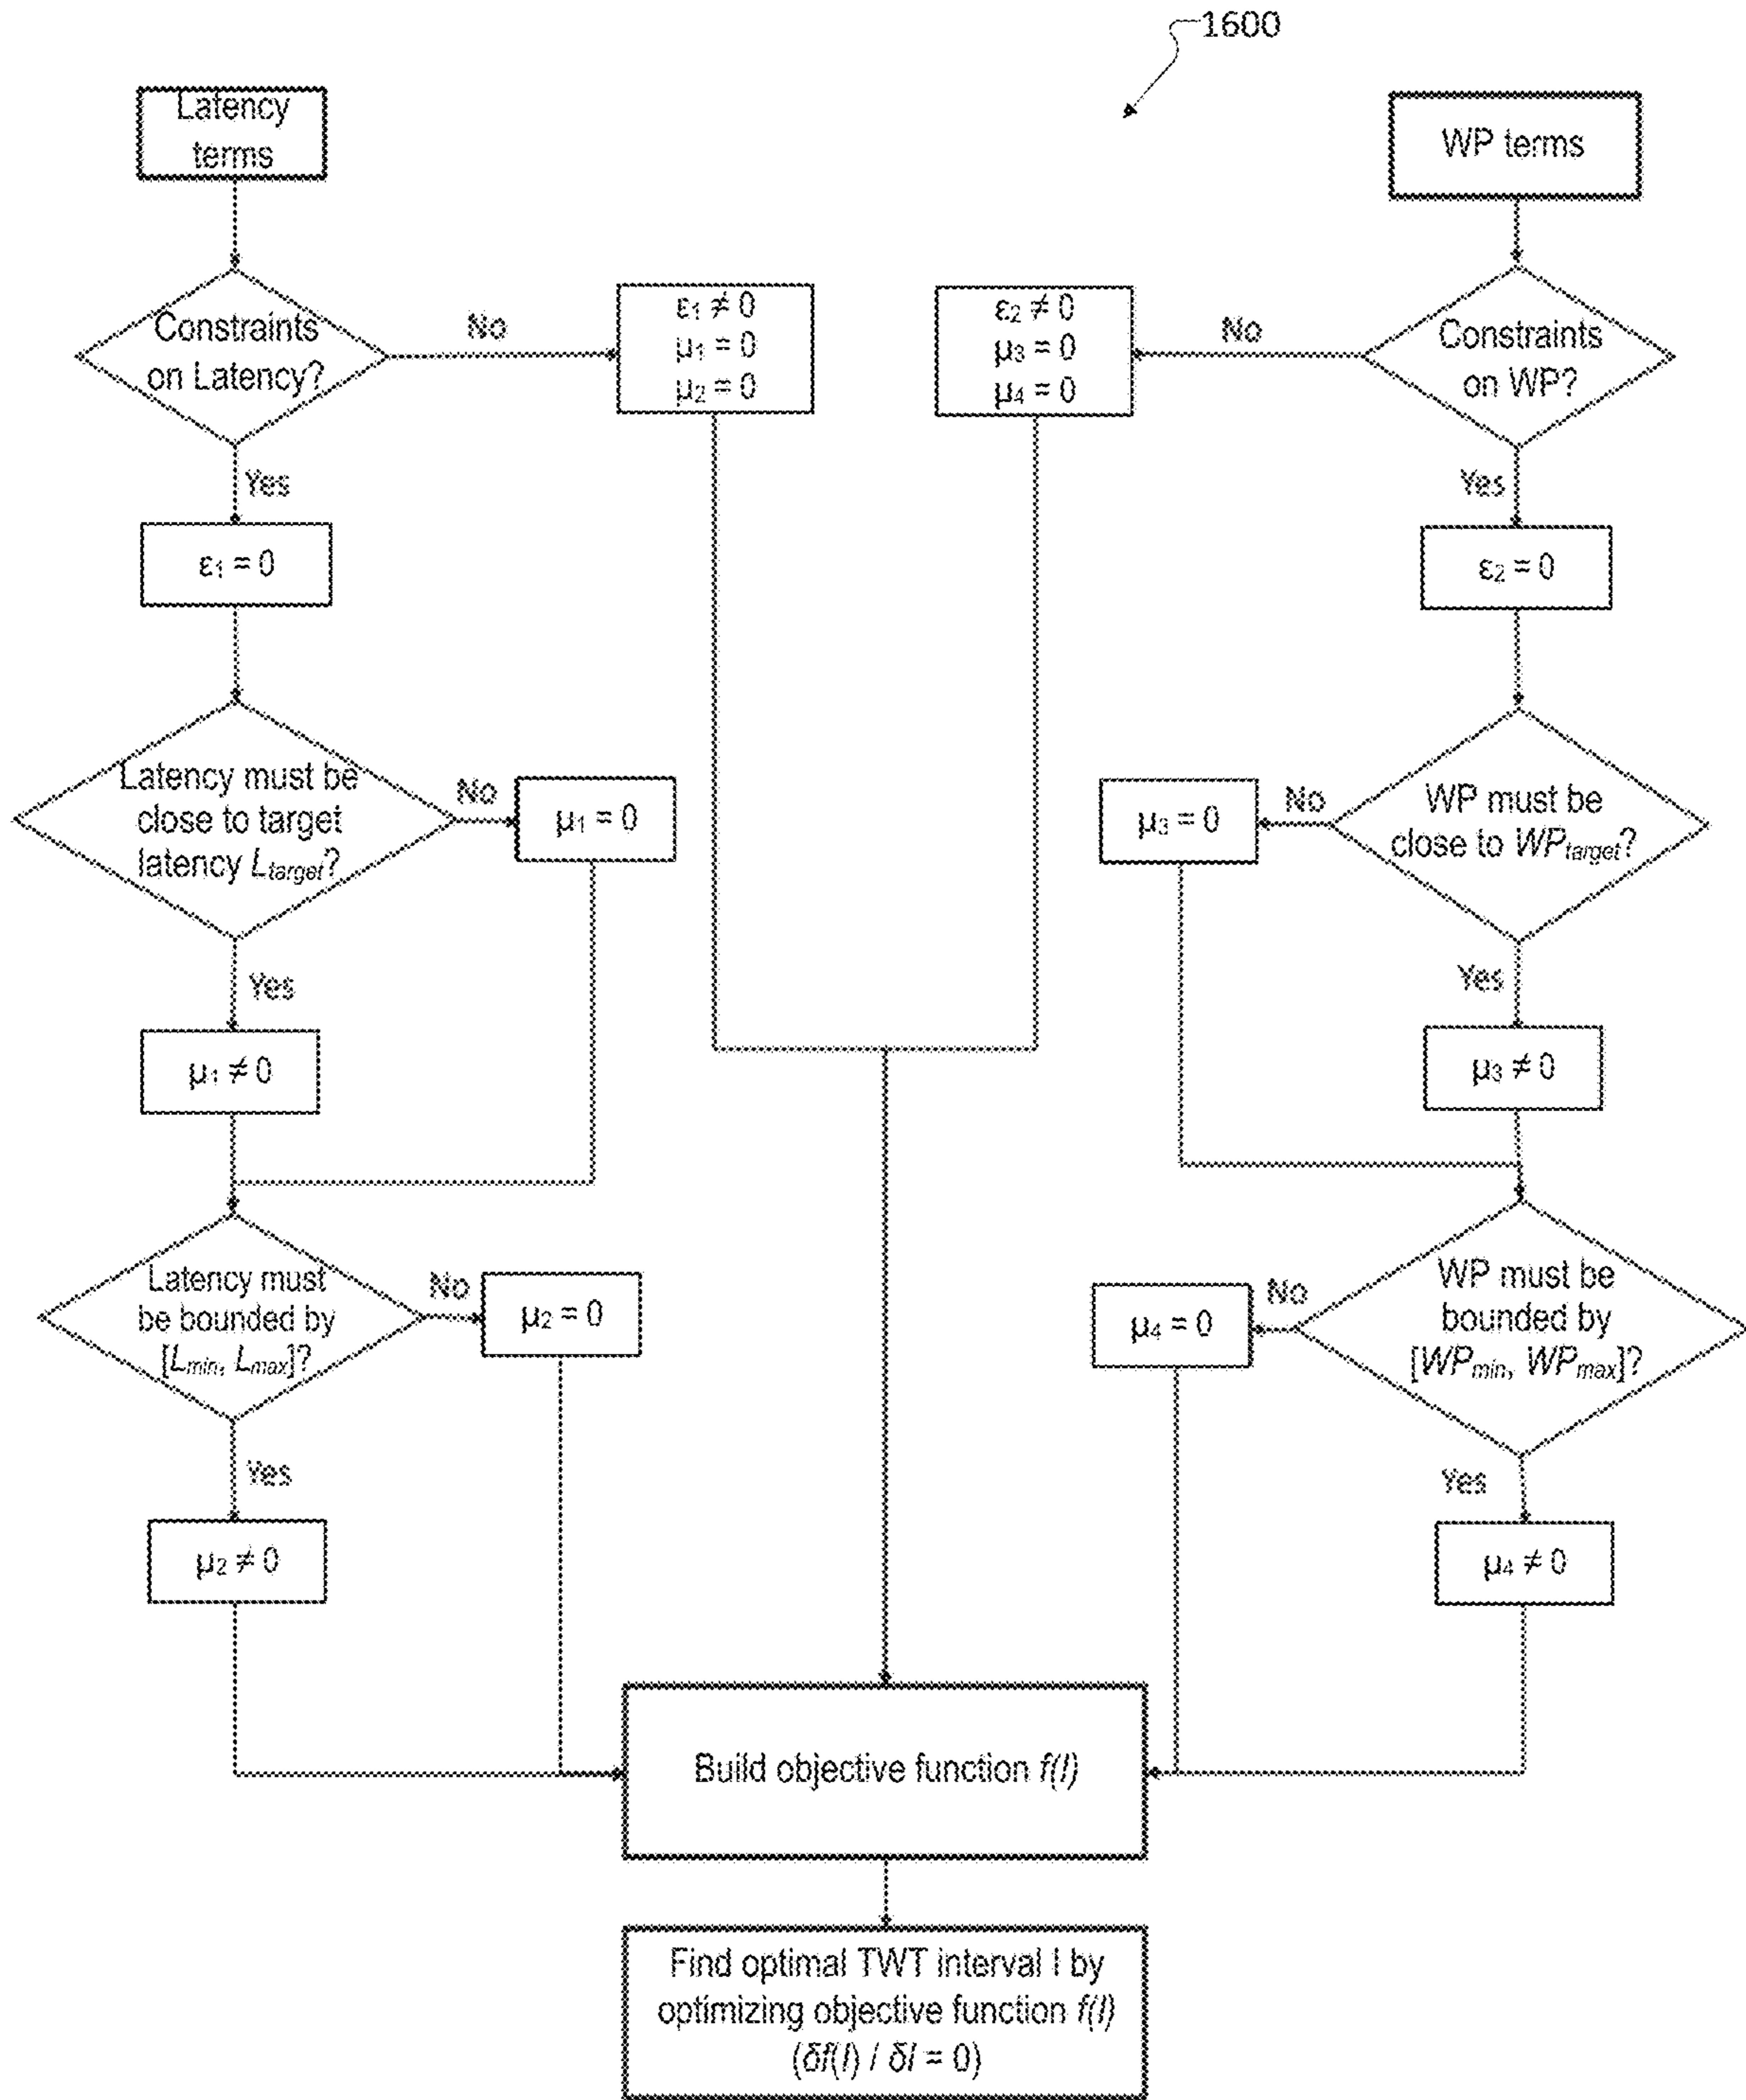 1600
Latency
terms
WP terms
Constraints
on Latency?
No
ε₁ ≠ 0
μ₁ = 0
μ₂ = 0
ε₂ ≠ 0
μ₃ = 0
μ₄ = 0
No
Constraints
on WP?
Yes
Yes
ε₁ = 0
ε₂ = 0
Latency must be
close to target
latency Ltarget?
No
μ₁ = 0
μ₃ = 0
No
WP must be
close to WPtarget?
Yes
Yes
μ₁ ≠ 0
μ₃ ≠ 0
Latency must
be bounded by
[Lmin, Lmax]?
No
μ₂ = 0
μ₄ = 0
No
WP must be
bounded by
[WPmin, WPmax]?
Yes
Yes
μ₂ ≠ 0
μ₄ ≠ 0
Build objective function f(I)
Find optimal TWT interval I by
optimizing objective function f(I)
(δf(I) / δI = 0)